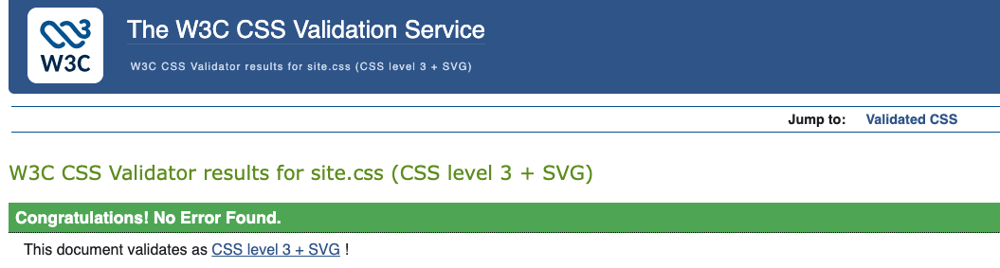 W3C
The W3C CSS Validation Service
W3C CSS Validator results for site.css (CSS level 3 + SVG)
Jump to: Validated CSS
W3C CSS Validator results for site.css (CSS level 3 + SVG)
Congratulations! No Error Found.
This document validates as CSS level 3 + SVG !